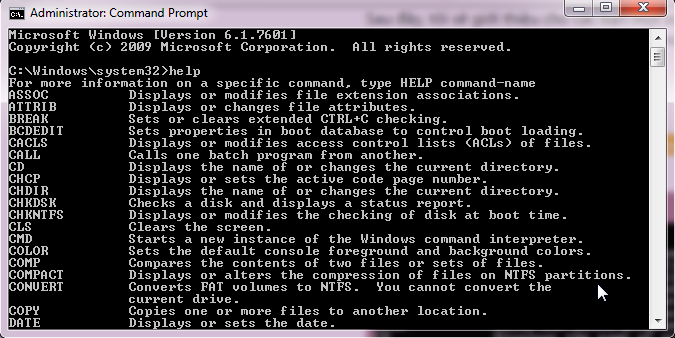 Administrator: Command Prompt
Microsoft Windows [Version 6.1.7601]
Copyright (c) 2009 Microsoft Corporation.  All rights reserved.
C:\Windows\system32>help
For more information on a specific command, type HELP command-name
ASSOC          Displays or modifies file extension associations.
ATTRIB         Displays or changes file attributes.
BREAK          Sets or clears extended CTRL+C checking.
BCDEDIT        Sets properties in boot database to control boot loading.
CACLS          Displays or modifies access control lists (ACLs) of files.
CALL           Calls one batch program from another.
CD             Displays the name of or changes the current directory.
CHCP           Displays or sets the active code page number.
CHDIR          Displays the name of or changes the current directory.
CHKDSK         Checks a disk and displays a status report.
CHKNTFS        Displays or modifies the checking of disk at boot time.
CLS            Clears the screen.
CMD            Starts a new instance of the Windows command interpreter.
COLOR          Sets the default console foreground and background colors.
COMP           Compares the contents of two files or sets of files.
COMPACT        Displays or alters the compression of files on NTFS partitions.
CONVERT        Converts FAT volumes to NTFS.  You cannot convert the
               current drive.
COPY           Copies one or more files to another location.
DATE           Displays or sets the date.